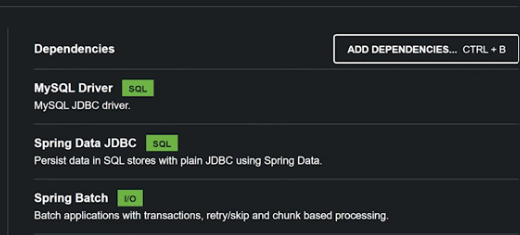 Dependencies
ADD DEPENDENCIES... CTRL + B
MySQL Driver SQL
MySQL JDBC driver.
Spring Data JDBC SQL
Persist data in SQL stores with plain JDBC using Spring Data.
Spring Batch I/O
Batch applications with transactions, retry/skip and chunk based processing.